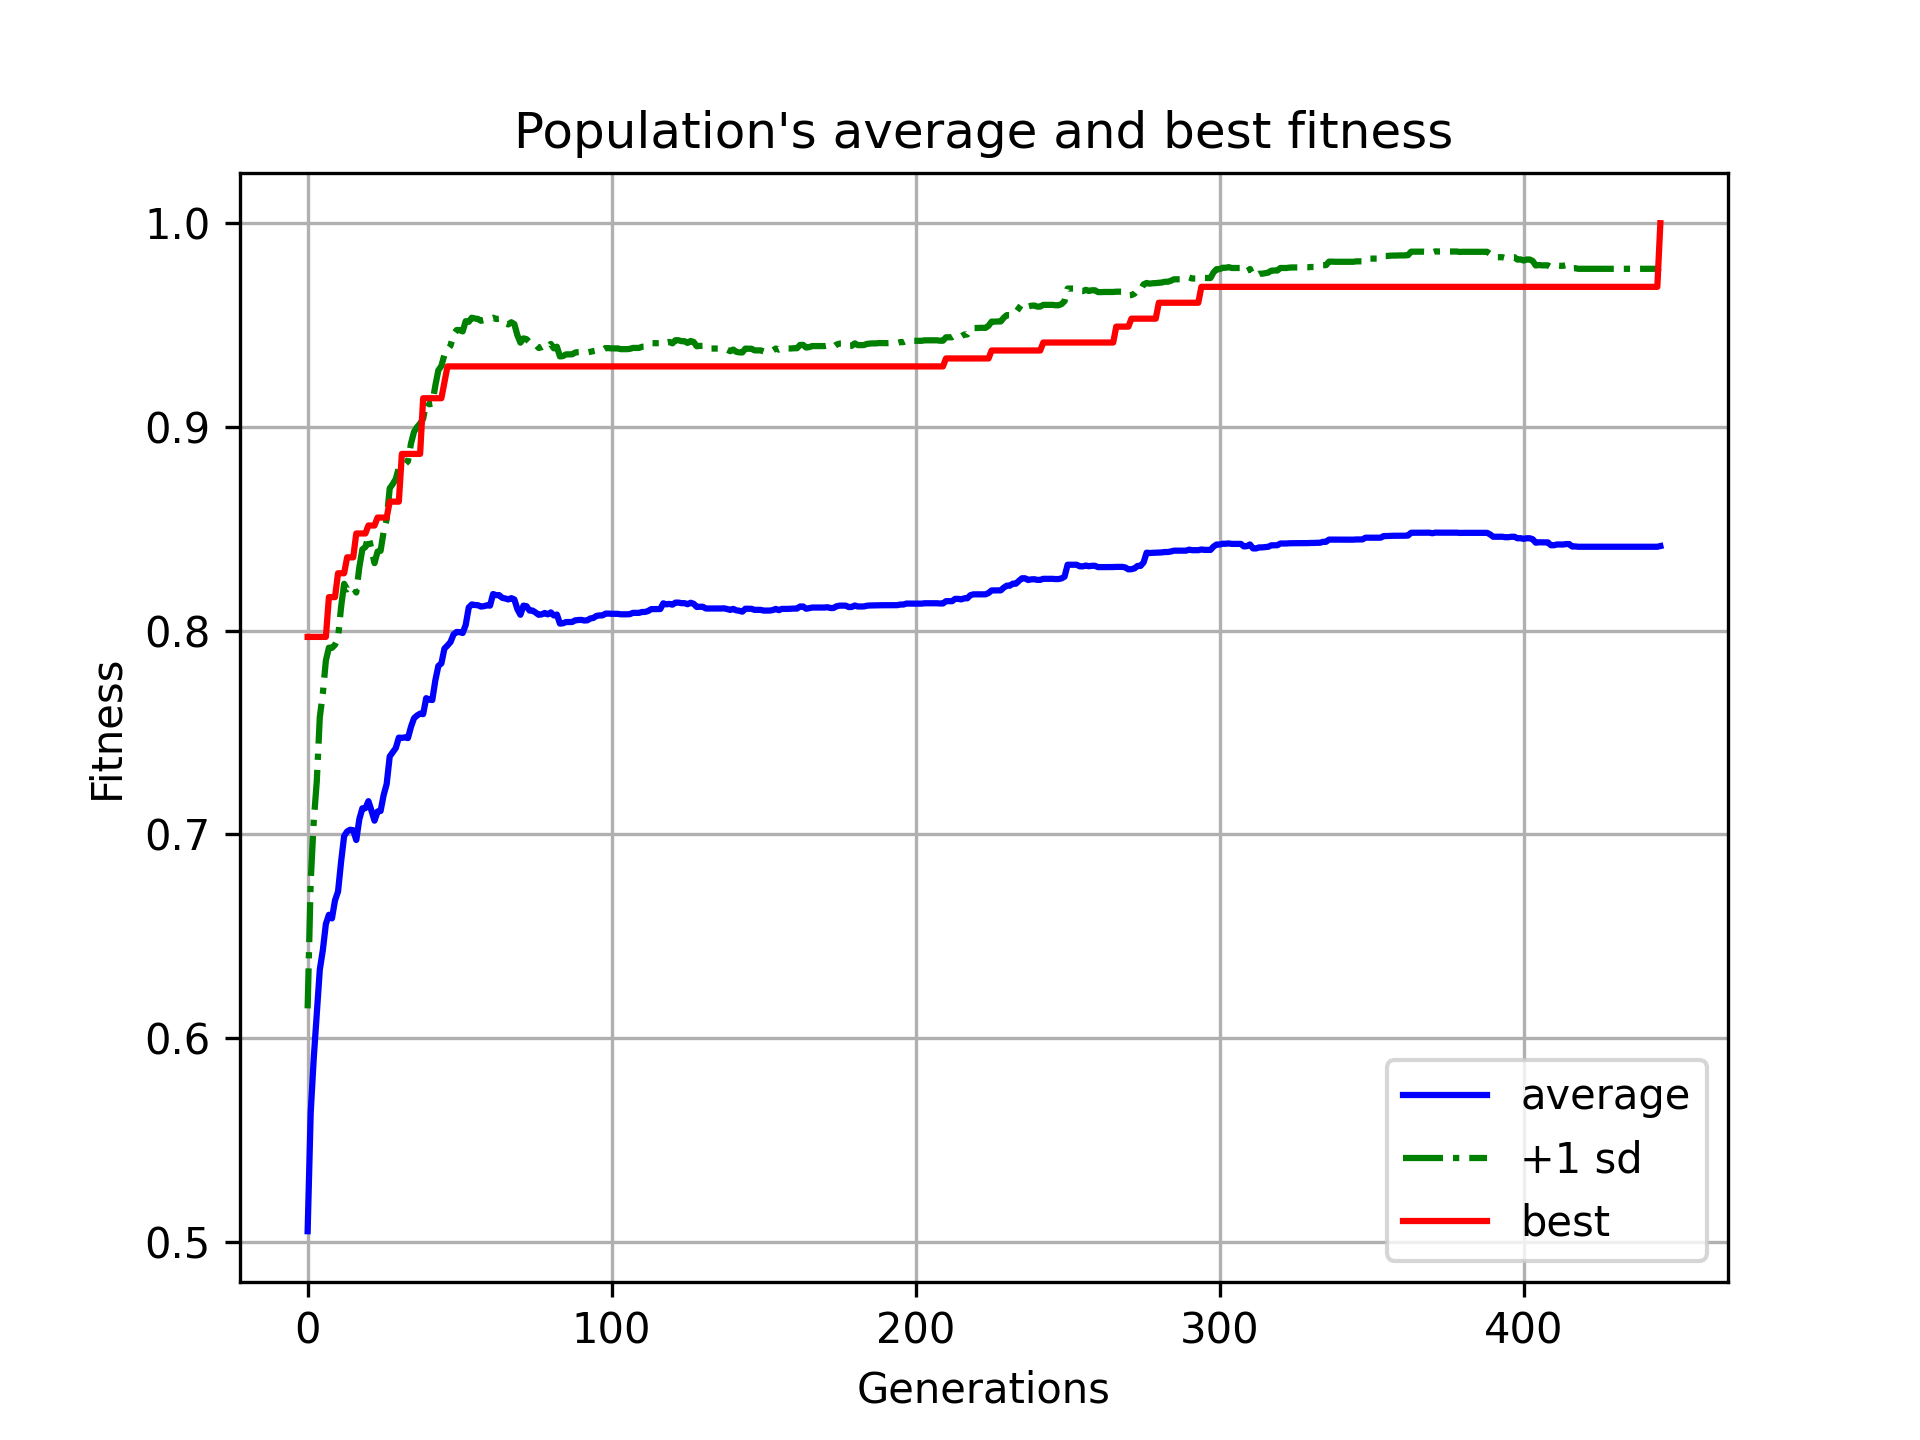 Population's average and best fitness
1.0
0.9
0.8
0.7
0.6
0.5
Fitness
0 100 200 300 400
Generations
average
+1 sd
best